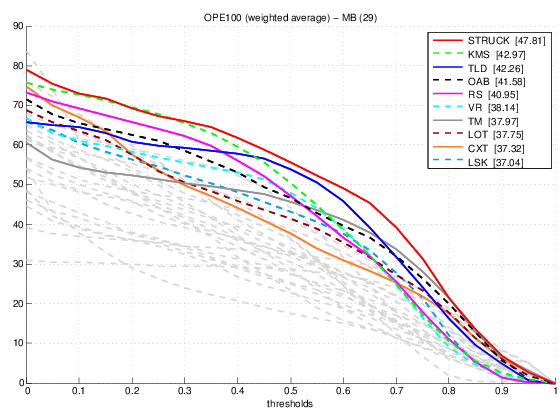 OPE100 (weighted average) – MB (29)
90
80
70
60
50
40
30
20
10
0
STRUCK [47.81]
KMS [42.97]
TLD [42.26]
OAB [41.58]
RS [40.95]
VR [38.14]
TM [37.97]
LOT [37.75]
CXT [37.32]
LSK [37.04]
0 0.1 0.2 0.3 0.4 0.5 0.6 0.7 0.8 0.9 1
thresholds